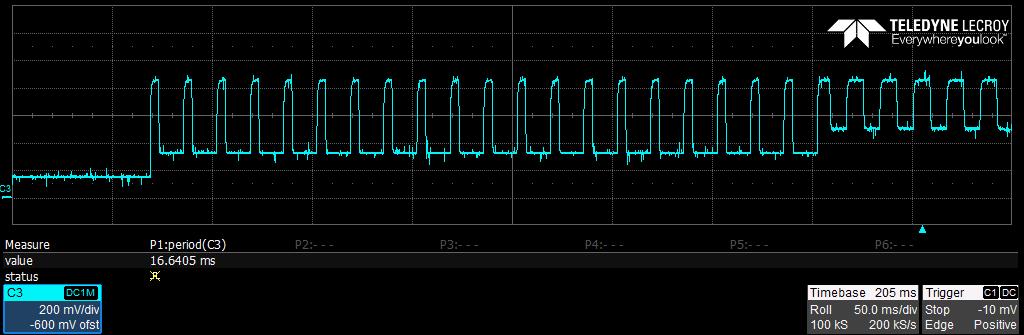 TELEDYNE LECROY
Everywhereyoulook™
C3
Measure P1:period(C3) P2:--- P3:--- P4:--- P5:--- P6:---
value 16.6405 ms
status
C3 DC1M
200 mV/div
-600 mV ofst
Timebase 205 ms
Roll 50.0 ms/div
100 kS 200 kS/s
Trigger C1 DC
Stop -10 mV
Edge Positive